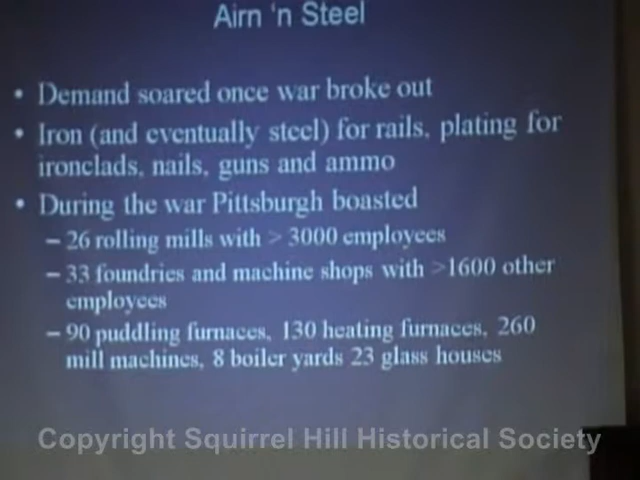 Airn 'n Steel
• Demand soared once war broke out
• Iron (and eventually steel) for rails, plating for
ironclads, nails, guns and ammo
• During the war Pittsburgh boasted
– 26 rolling mills with > 3000 employees
– 33 foundries and machine shops with >1600 other
employees
– 90 puddling furnaces, 130 heating furnaces, 260
mill machines, 8 boiler yards 23 glass houses
Copyright Squirrel Hill Historical Society